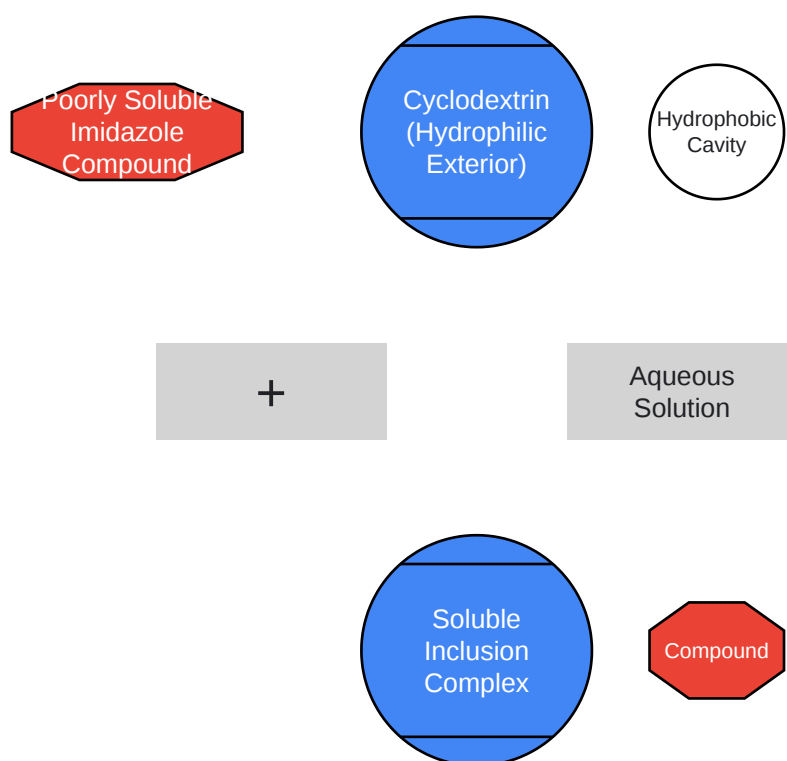 Poorly Soluble
Imidazole
Compound
Cyclodextrin
(Hydrophilic
Exterior)
Hydrophobic
Cavity
+
Aqueous
Solution
Soluble
Inclusion
Complex
Compound